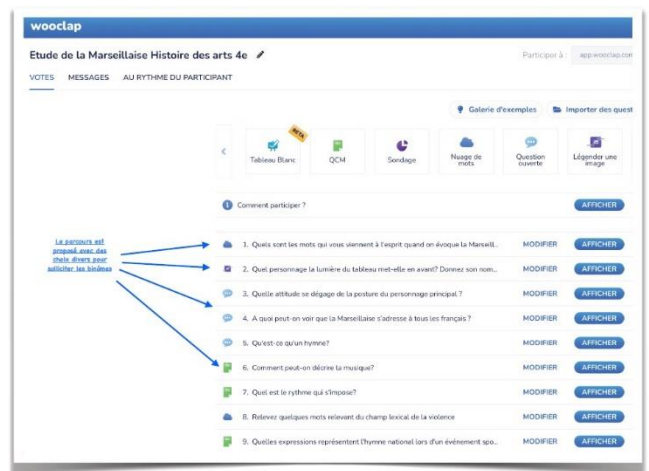 wooclap
Etude de la Marseillaise Histoire des arts 4e
Participer à : app.wooclap.com
VOTES MESSAGES AU RYTHME DU PARTICIPANT
Galerie d'exemples Importer des quest
BETA
Tableau Blanc QCM Sondage Nuage de mots Question ouverte Légender une image
Comment participer ? AFFICHER
Le parcours est
proposé avec des
choix divers pour
solliciter les binômes
1. Quels sont les mots qui vous viennent à l'esprit quand on évoque la Marseill... MODIFIER AFFICHER
2. Quel personnage la lumière du tableau met-elle en avant? Donnez son nom... MODIFIER AFFICHER
3. Quelle attitude se dégage de la posture du personnage principal ? MODIFIER AFFICHER
4. A quoi peut-on voir que la Marseillaise s'adresse à tous les français ? MODIFIER AFFICHER
5. Qu'est-ce qu'un hymne? MODIFIER AFFICHER
6. Comment peut-on décrire la musique? MODIFIER AFFICHER
7. Quel est le rythme qui s'impose? MODIFIER AFFICHER
8. Relevez quelques mots relevant du champ lexical de la violence MODIFIER AFFICHER
9. Quelles expressions représentent l'hymne national lors d'un événement spo... MODIFIER AFFICHER